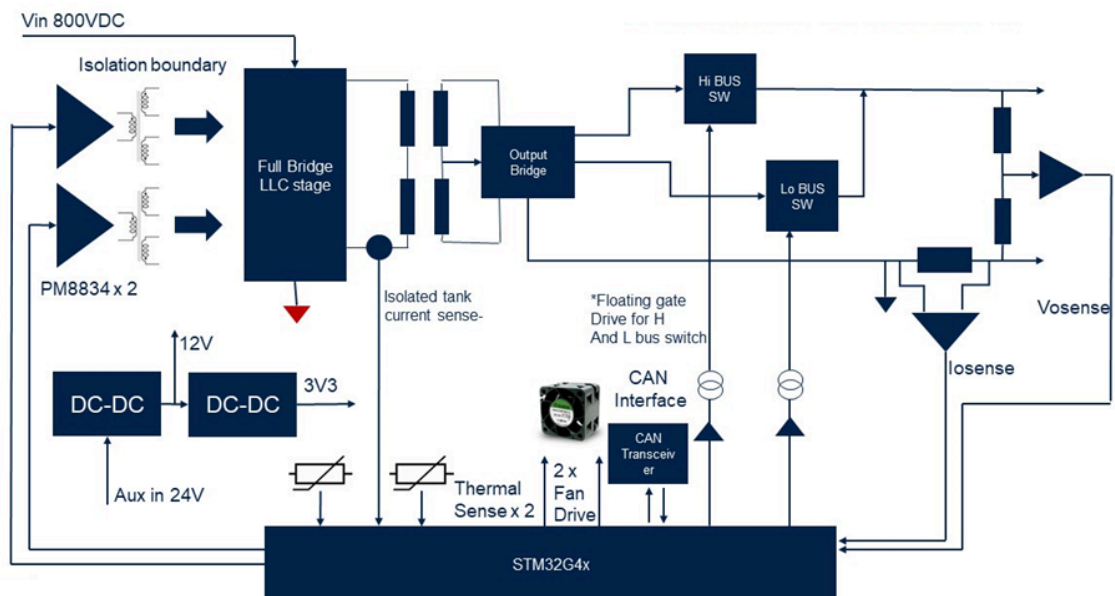 Vin 800VDC
Isolation boundary
Full Bridge
LLC stage
Output
Bridge
Hi BUS
SW
Lo BUS
SW
PM8834 x 2
Isolated tank
current sense-
*Floating gate
Drive for H
And L bus switch
Vosense
Iosense
12V
DC-DC
DC-DC
3V3
Aux in 24V
CAN
Interface
CAN
Transceiv
er
Thermal
Sense x 2
2 x
Fan
Drive
STM32G4x